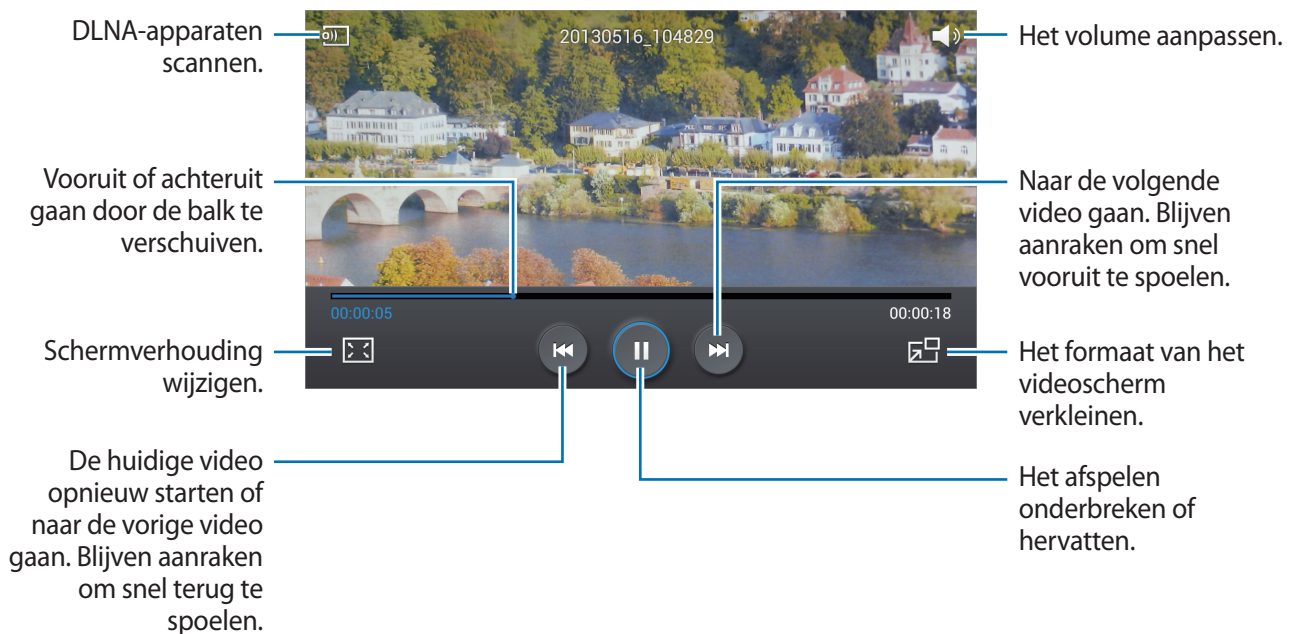 DLNA-apparaten
scannen.
20130516_104829
Het volume aanpassen.
Vooruit of achteruit
gaan door de balk te
verschuiven.
Naar de volgende
video gaan. Blijven
aanraken om snel
vooruit te spoelen.
00:00:05
00:00:18
Schermverhouding
wijzigen.
Het formaat van het
videoscherm
verkleinen.
De huidige video
opnieuw starten of
naar de vorige video
gaan. Blijven aanraken
om snel terug te
spoelen.
Het afspelen
onderbreken of
hervatten.